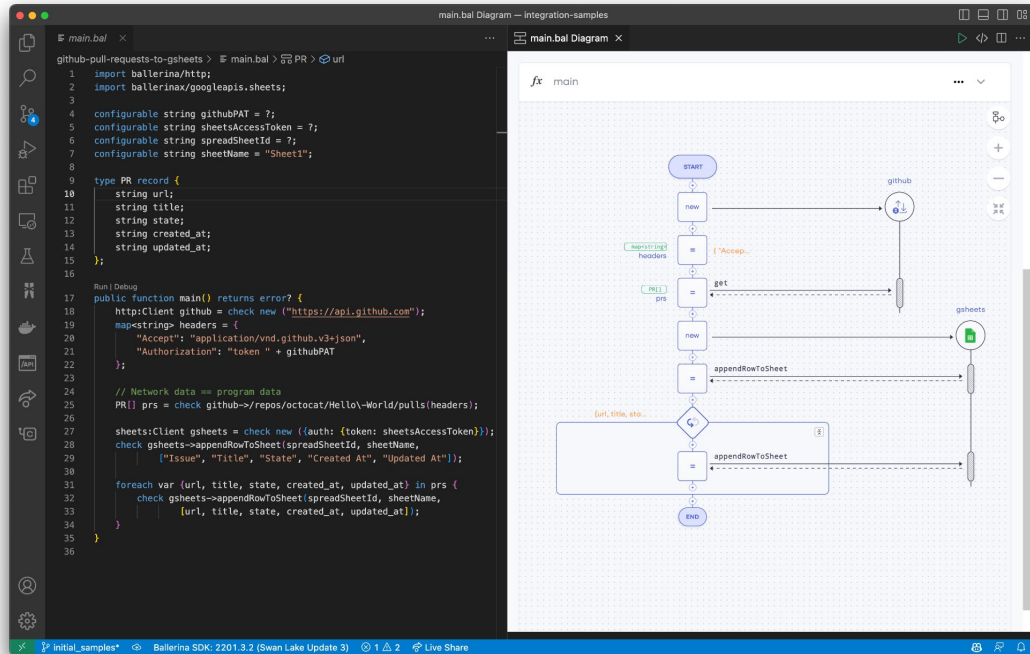 main.bal Diagram — integration-samples
main.bal
main.bal Diagram
github-pull-requests-to-gsheets > main.bal > PR > url
1 import ballerina/http;
2 import ballerinax/googleapis.sheets;
3
4 configurable string githubPAT = ?;
5 configurable string sheetsAccessToken = ?;
6 configurable string spreadSheetId = ?;
7 configurable string sheetName = "Sheet1";
8
9 type PR record {
10 string url;
11 string title;
12 string state;
13 string created_at;
14 string updated_at;
15 };
16
Run | Debug
17 public function main() returns error? {
18 http:Client github = check new ("https://api.github.com");
19 map<string> headers = {
20 "Accept": "application/vnd.github.v3+json",
21 "Authorization": "token " + githubPAT
22 };
23
24 // Network data == program data
25 PR[] prs = check github->/repos/octocat/Hello\-World/pulls(headers);
26
27 sheets:Client gsheets = check new ({auth: {token: sheetsAccessToken}});
28 check gsheets->appendRowToSheet(spreadSheetId, sheetName,
29 ["Issue", "Title", "State", "Created At", "Updated At"]);
30
31 foreach var {url, title, state, created_at, updated_at} in prs {
32 check gsheets->appendRowToSheet(spreadSheetId, sheetName,
33 [url, title, state, created_at, updated_at]);
34 }
35 }
36
4
/API
fx main
START
github
new
map<string>
headers
=
{ "Accep...
PR[]
prs
=
get
gsheets
new
=
appendRowToSheet
{url, title, sta...
=
appendRowToSheet
END
initial_samples* Ballerina SDK: 2201.3.2 (Swan Lake Update 3) 1 2 Live Share